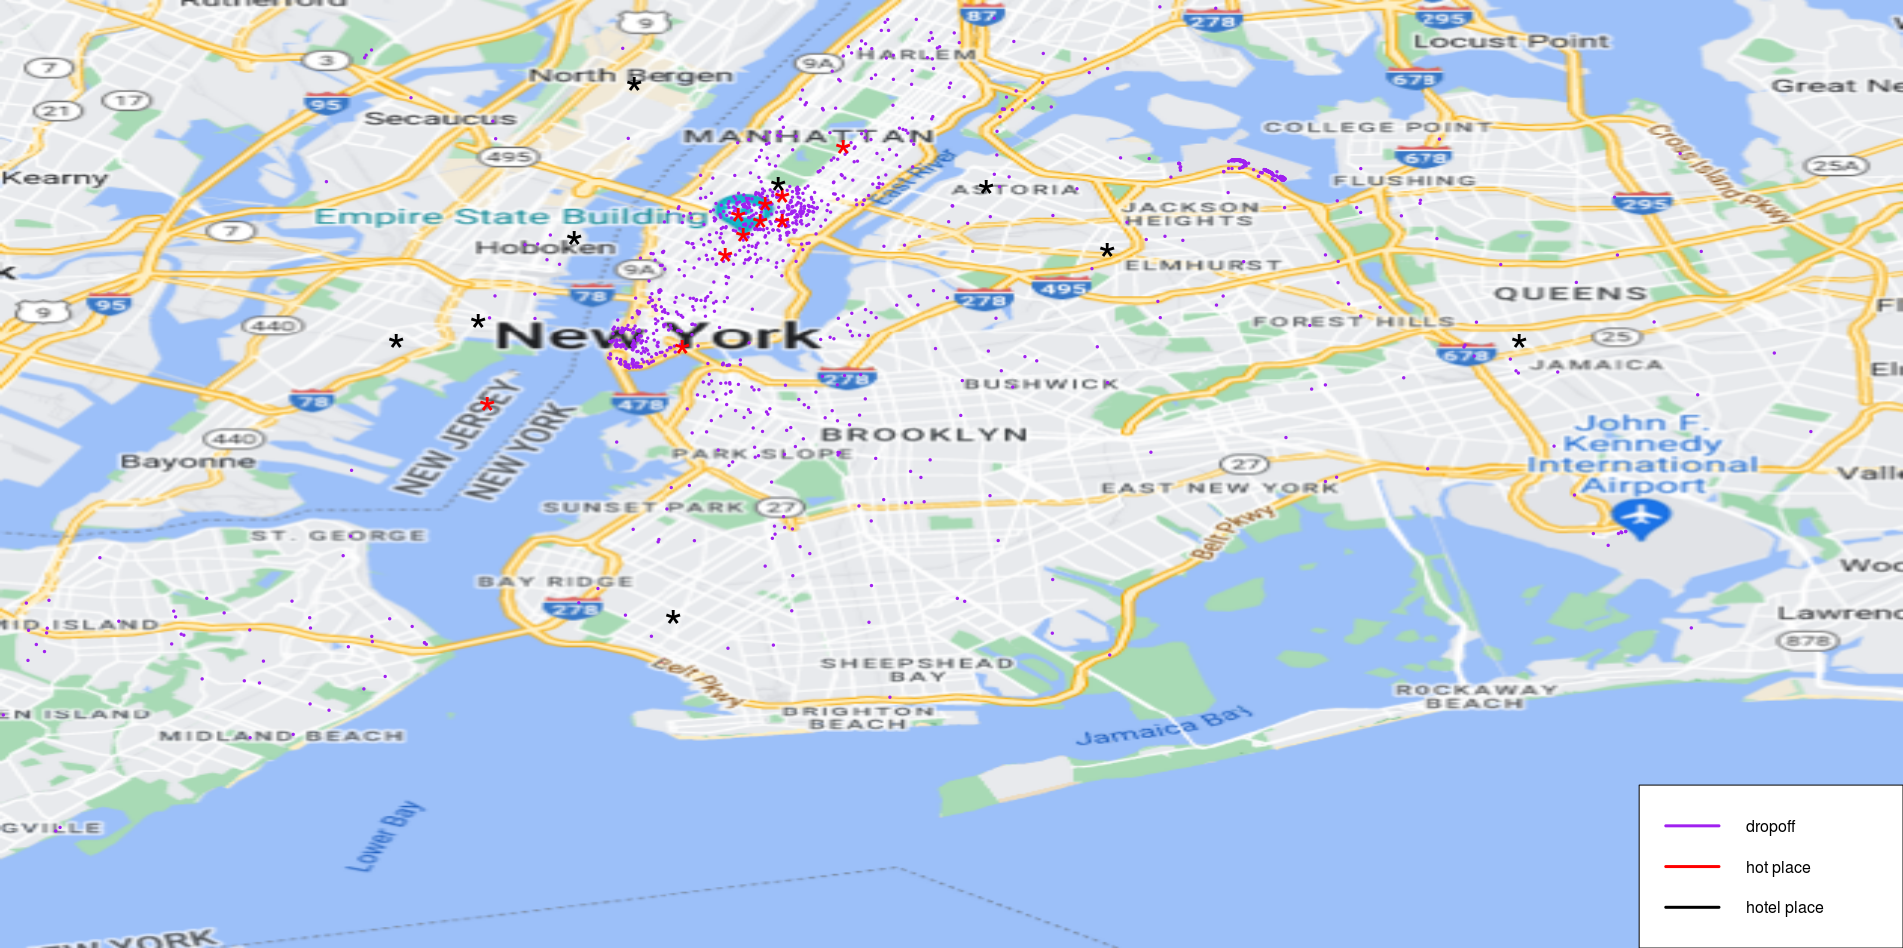 Rutherford
9
87
278
295
Locust Point
7
3
9A
HARLEM
North Bergen
678
Great Ne
21
17
95
Secaucus
MANHATTAN
COLLEGE POINT
Cross Island Pkwy
495
678
25A
Kearny
East River
ASTORIA
FLUSHING
295
Empire State Building
JACKSON
HEIGHTS
7
Hoboken
9A
ELMHURST
k
495
278
78
QUEENS
95
9
440
New York
FOREST HILLS
25
678
JAMAICA
278
BUSHWICK
78
478
NEW JERSEY
NEW YORK
John F.
Kennedy
International
Airport
440
BROOKLYN
Bayonne
PARK SLOPE
27
Valle
EAST NEW YORK
SUNSET PARK
27
Belt Pkwy
ST. GEORGE
BAY RIDGE
278
Woo
MID ISLAND
Lawrenc
878
Belt Pkwy
SHEEPSHEAD
BAY
ROCKAWAY
BEACH
EN ISLAND
BRIGHTON
BEACH
MIDLAND BEACH
Jamaica Bay
GVILLE
Lower Bay
dropoff
hot place
hotel place
EW YORK